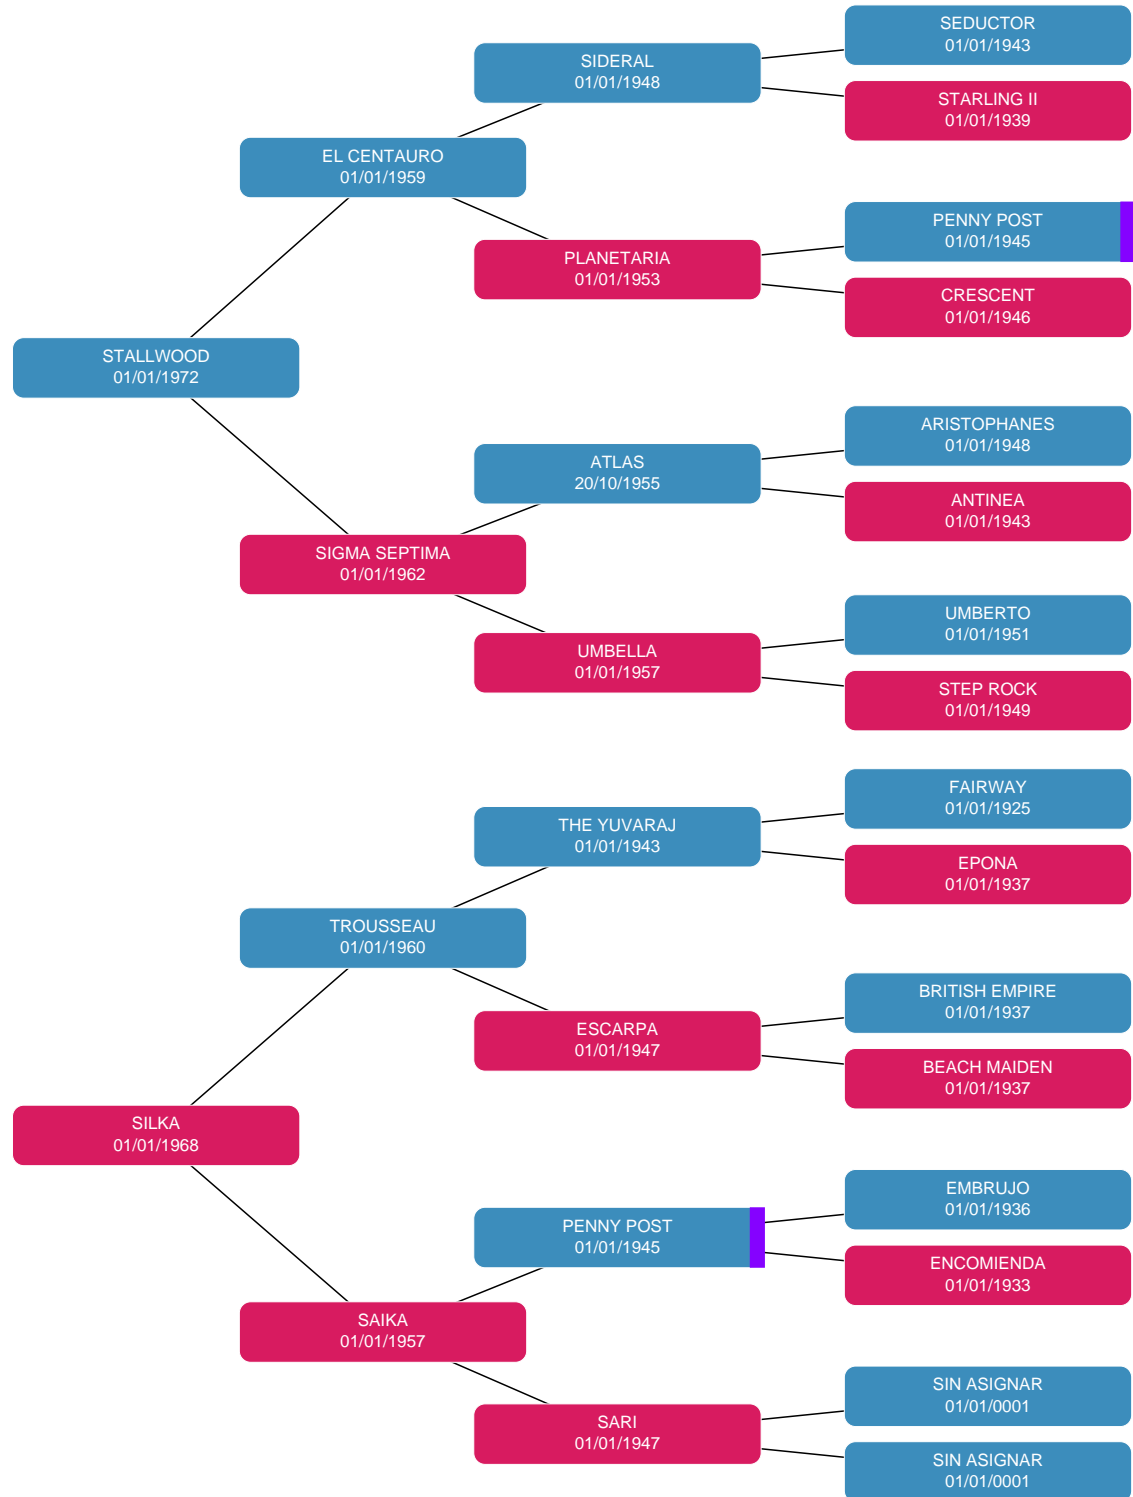 SEDUCTOR
01/01/1943
SIDERAL
01/01/1948
STARLING II
01/01/1939
EL CENTAURO
01/01/1959
PENNY POST
01/01/1945
PLANETARIA
01/01/1953
CRESCENT
01/01/1946
STALLWOOD
01/01/1972
ARISTOPHANES
01/01/1948
ATLAS
20/10/1955
ANTINEA
01/01/1943
SIGMA SEPTIMA
01/01/1962
UMBERTO
01/01/1951
UMBELLA
01/01/1957
STEP ROCK
01/01/1949
FAIRWAY
01/01/1925
THE YUVARAJ
01/01/1943
EPONA
01/01/1937
TROUSSEAU
01/01/1960
BRITISH EMPIRE
01/01/1937
ESCARPA
01/01/1947
BEACH MAIDEN
01/01/1937
SILKA
01/01/1968
EMBRUJO
01/01/1936
PENNY POST
01/01/1945
ENCOMIENDA
01/01/1933
SAIKA
01/01/1957
SIN ASIGNAR
01/01/0001
SARI
01/01/1947
SIN ASIGNAR
01/01/0001